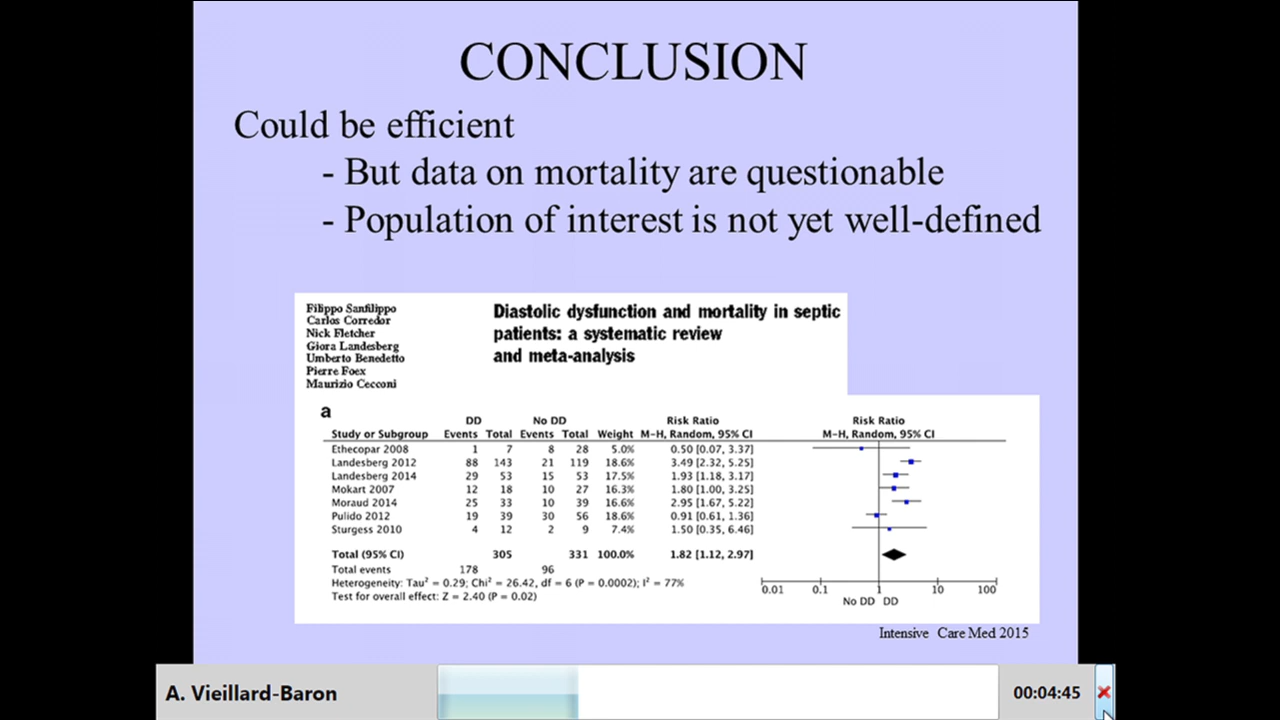 CONCLUSION
Could be efficient
- But data on mortality are questionable
- Population of interest is not yet well-defined
Filippo Sanfilippo
Carlos Corredor
Nick Fletcher
Giora Landesberg
Umberto Benedetto
Pierre Foex
Maurizio Cecconi
Diastolic dysfunction and mortality in septic
patients: a systematic review
and meta-analysis
a
DD No DD Risk Ratio Risk Ratio
Study or Subgroup Events Total Events Total Weight M-H, Random, 95% CI M-H, Random, 95% CI
Ethecopar 2008 1 7 8 28 5.0% 0.50 [0.07, 3.37]
Landesberg 2012 88 143 21 119 18.6% 3.49 [2.32, 5.25]
Landesberg 2014 29 53 15 53 17.5% 1.93 [1.18, 3.17]
Mokart 2007 12 18 10 27 16.3% 1.80 [1.00, 3.25]
Moraud 2014 25 33 10 39 16.6% 2.95 [1.67, 5.22]
Pulido 2012 19 39 30 56 18.6% 0.91 [0.61, 1.36]
Sturgess 2010 4 12 2 9 7.4% 1.50 [0.35, 6.46]
Total (95% CI) 305 331 100.0% 1.82 [1.12, 2.97]
Total events 178 96
Heterogeneity: Tau² = 0.29; Chi² = 26.42, df = 6 (P = 0.0002); I² = 77%
Test for overall effect: Z = 2.40 (P = 0.02)
0.01 0.1 1 10 100
No DD DD
Intensive Care Med 2015
A. Vieillard-Baron
00:04:45